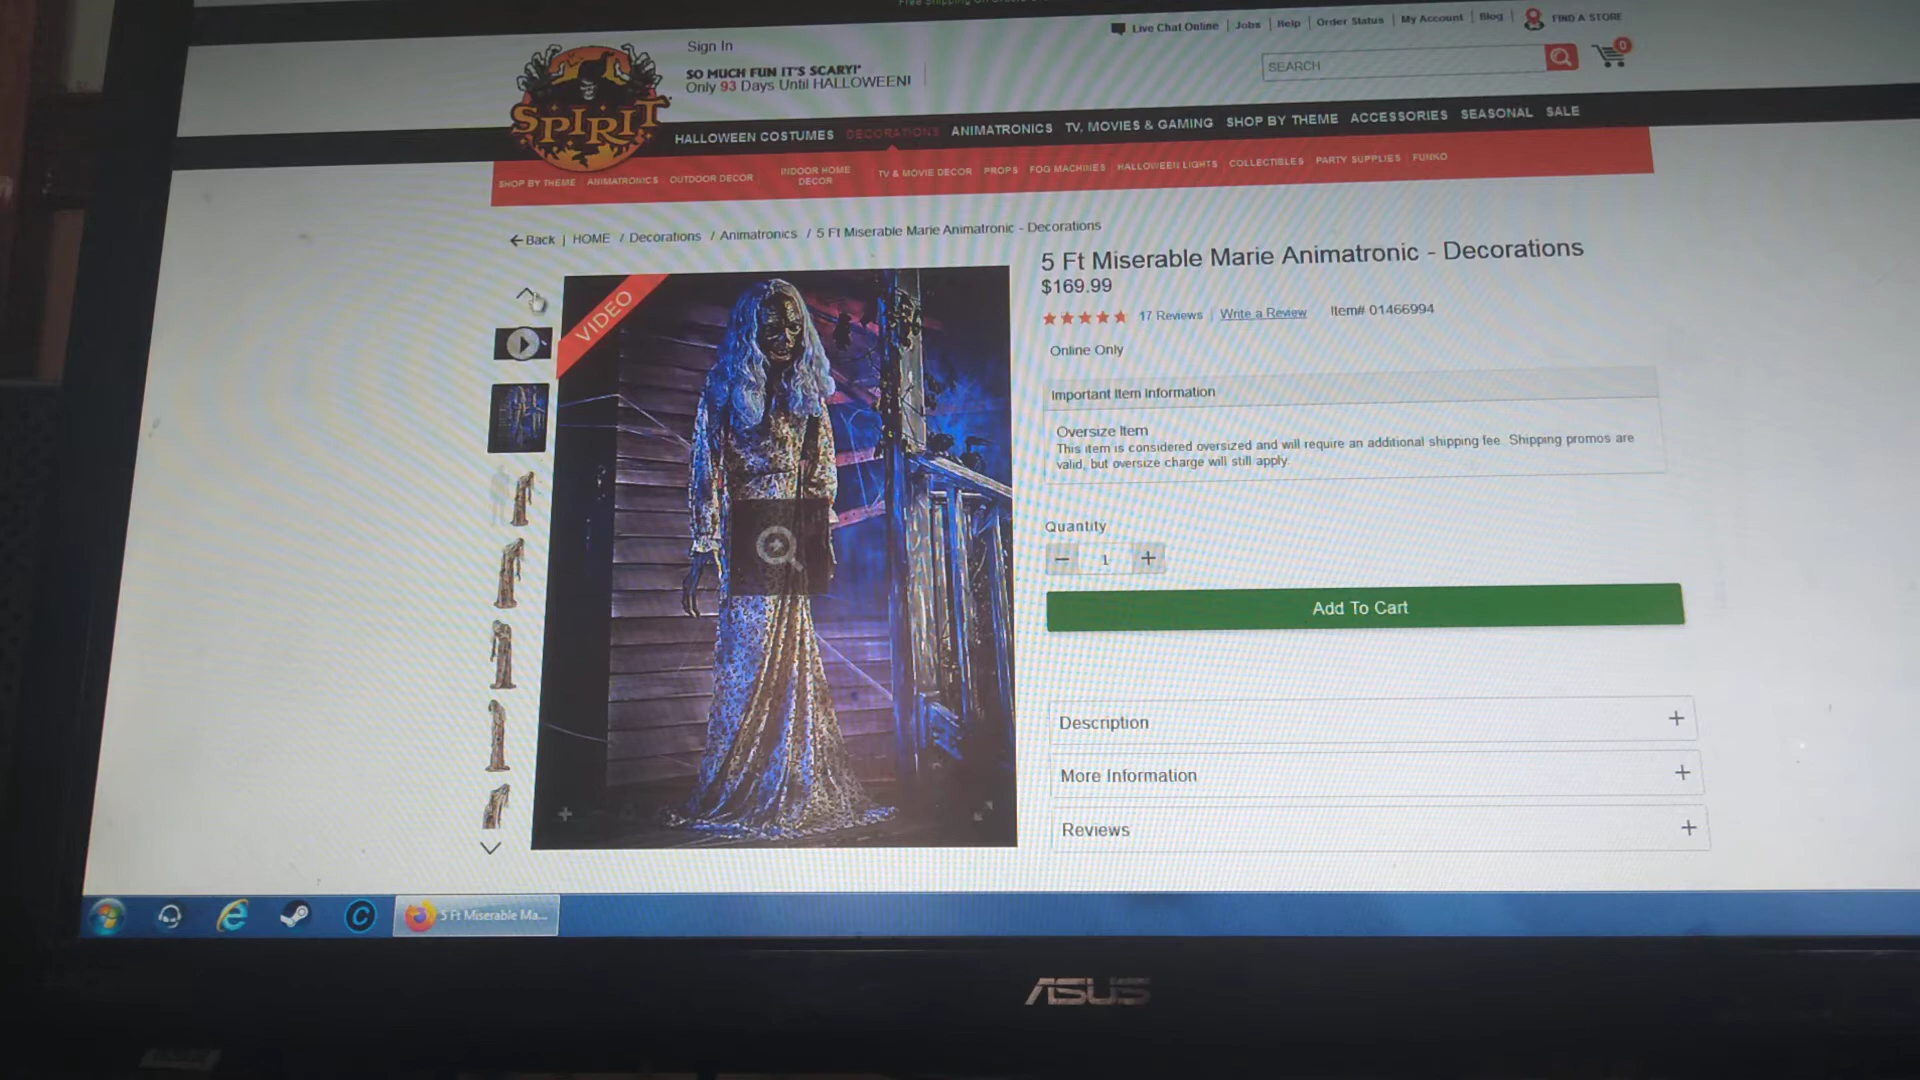 Live Chat Online | Jobs | Help | Order Status | My Account | Blog | FIND A STORE
Sign In
SO MUCH FUN IT'S SCARY!
Only 93 Days Until HALLOWEEN!
SEARCH
0
SPIRIT
HALLOWEEN COSTUMES DECORATIONS ANIMATRONICS TV, MOVIES & GAMING SHOP BY THEME ACCESSORIES SEASONAL SALE
SHOP BY THEME ANIMATRONICS OUTDOOR DECOR INDOOR HOME DECOR TV & MOVIE DECOR PROPS FOG MACHINES HALLOWEEN LIGHTS COLLECTIBLES PARTY SUPPLIES FUNKO
Back | HOME / Decorations / Animatronics / 5 Ft Miserable Marie Animatronic - Decorations
VIDEO
5 Ft Miserable Marie Animatronic - Decorations
$169.99
17 Reviews | Write a Review Item# 01466994
Online Only
Important Item Information
Oversize Item
This item is considered oversized and will require an additional shipping fee. Shipping promos are
valid, but oversize charge will still apply.
Quantity
− 1 +
Add To Cart
Description +
More Information +
Reviews +
5 Ft Miserable Ma...
ASUS